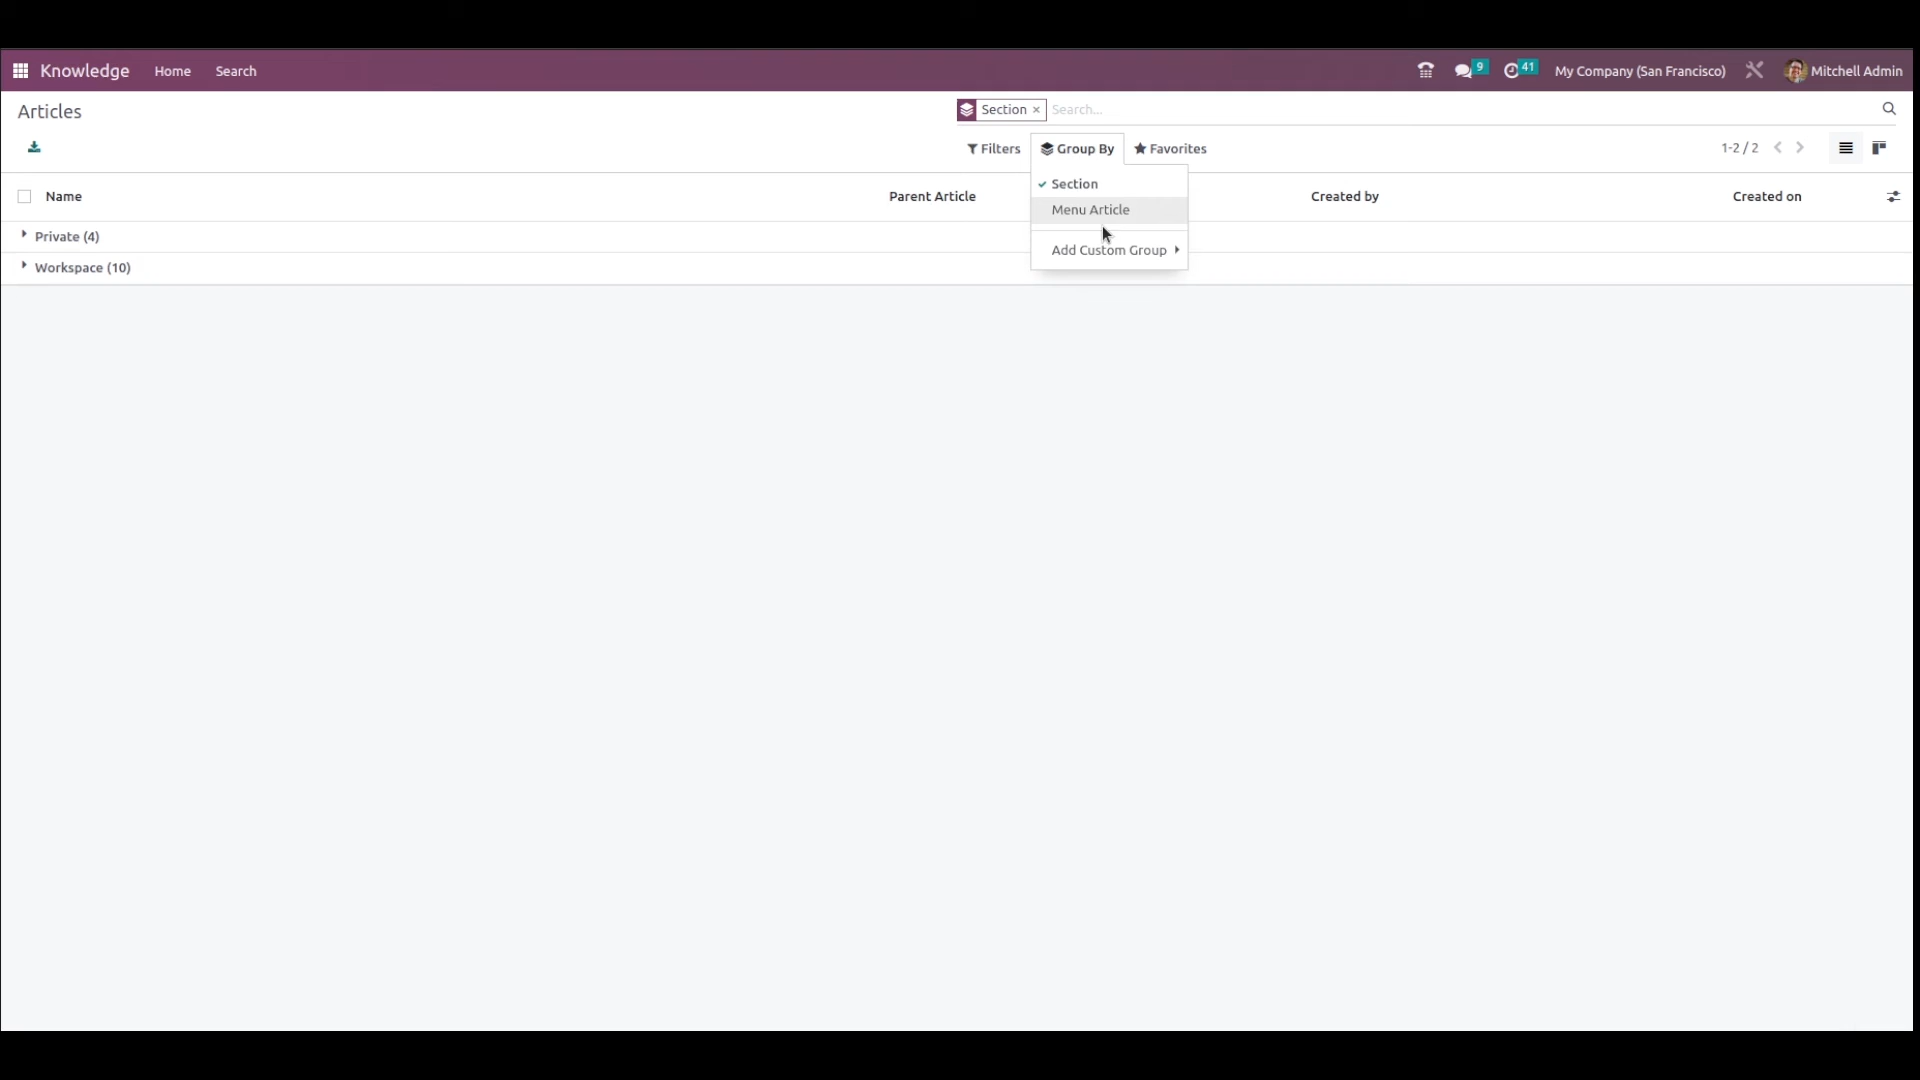 Knowledge Home Search 9 41 My Company (San Francisco) Mitchell Admin
Articles Section × Search...
Filters Group By Favorites 1-2 / 2
Section
Menu Article
Add Custom Group
Name Parent Article Created by Created on
Private (4)
Workspace (10)